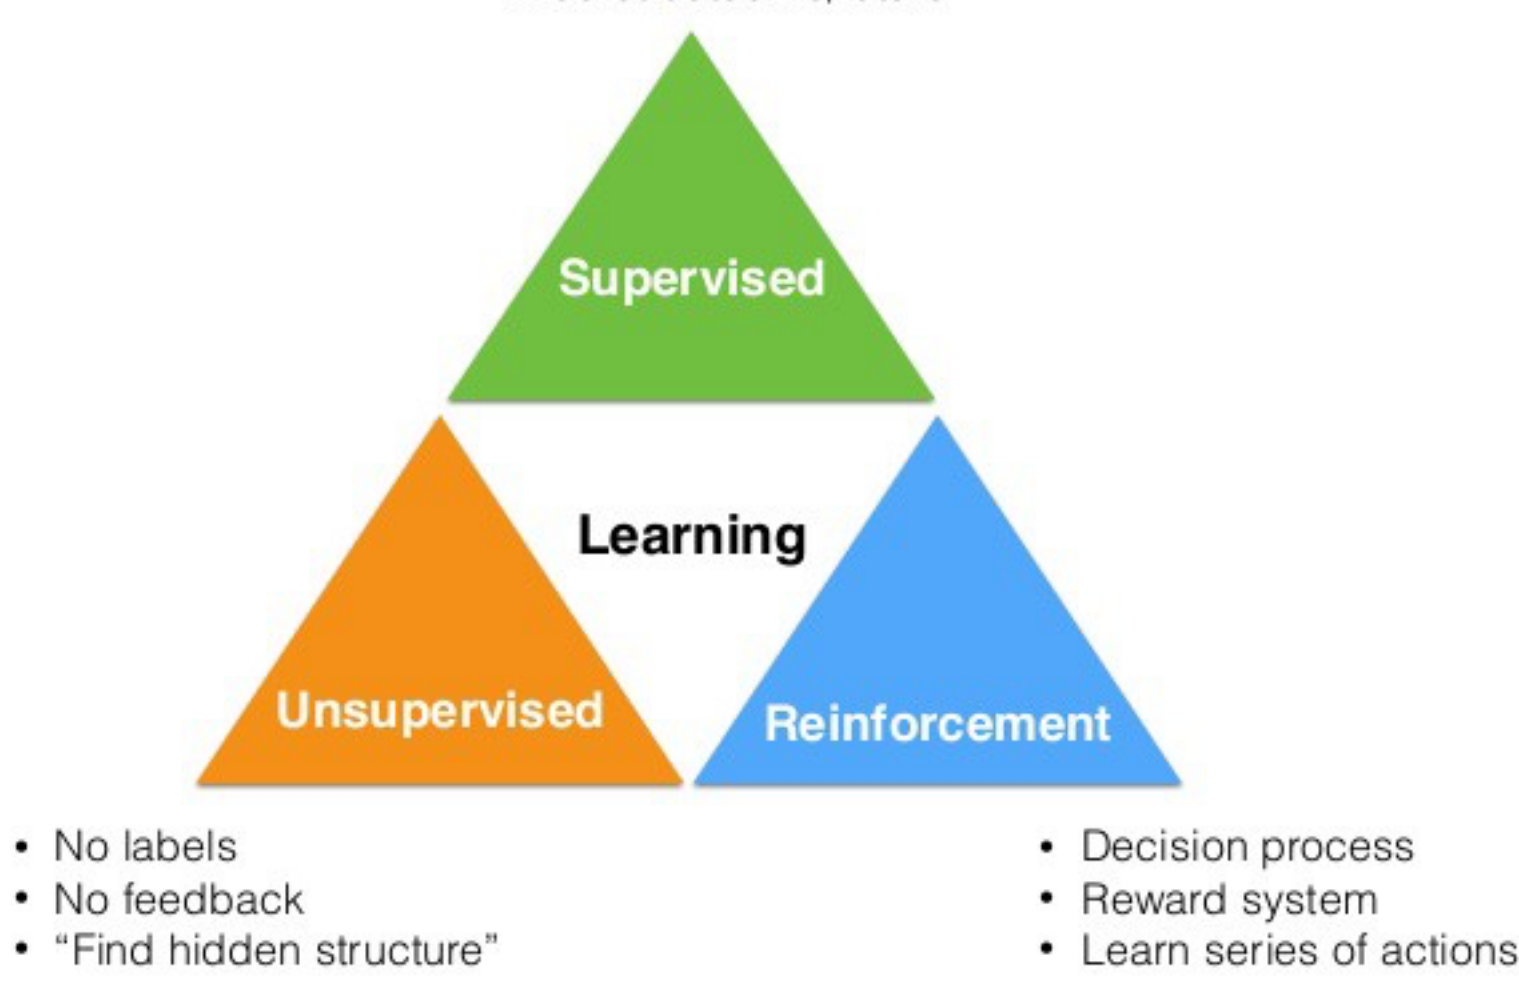 Supervised
Learning
Unsupervised
Reinforcement
• No labels
• No feedback
• “Find hidden structure”
• Decision process
• Reward system
• Learn series of actions